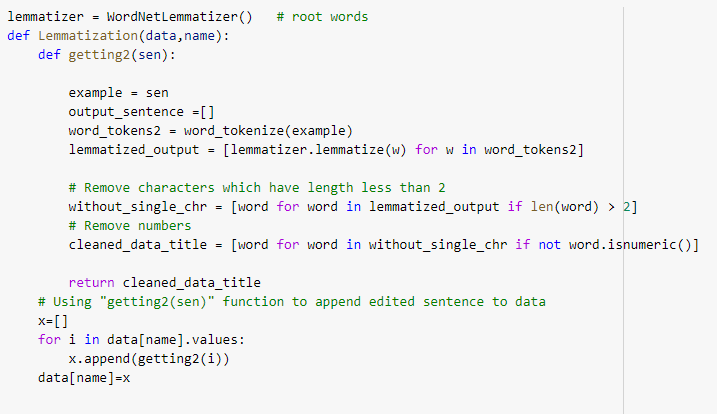 lemmatizer = WordNetLemmatizer()   # root words
def Lemmatization(data,name):
    def getting2(sen):

        example = sen
        output_sentence =[]
        word_tokens2 = word_tokenize(example)
        lemmatized_output = [lemmatizer.lemmatize(w) for w in word_tokens2]

        # Remove characters which have length less than 2
        without_single_chr = [word for word in lemmatized_output if len(word) > 2]
        # Remove numbers
        cleaned_data_title = [word for word in without_single_chr if not word.isnumeric()]

        return cleaned_data_title
    # Using "getting2(sen)" function to append edited sentence to data
    x=[]
    for i in data[name].values:
        x.append(getting2(i))
    data[name]=x